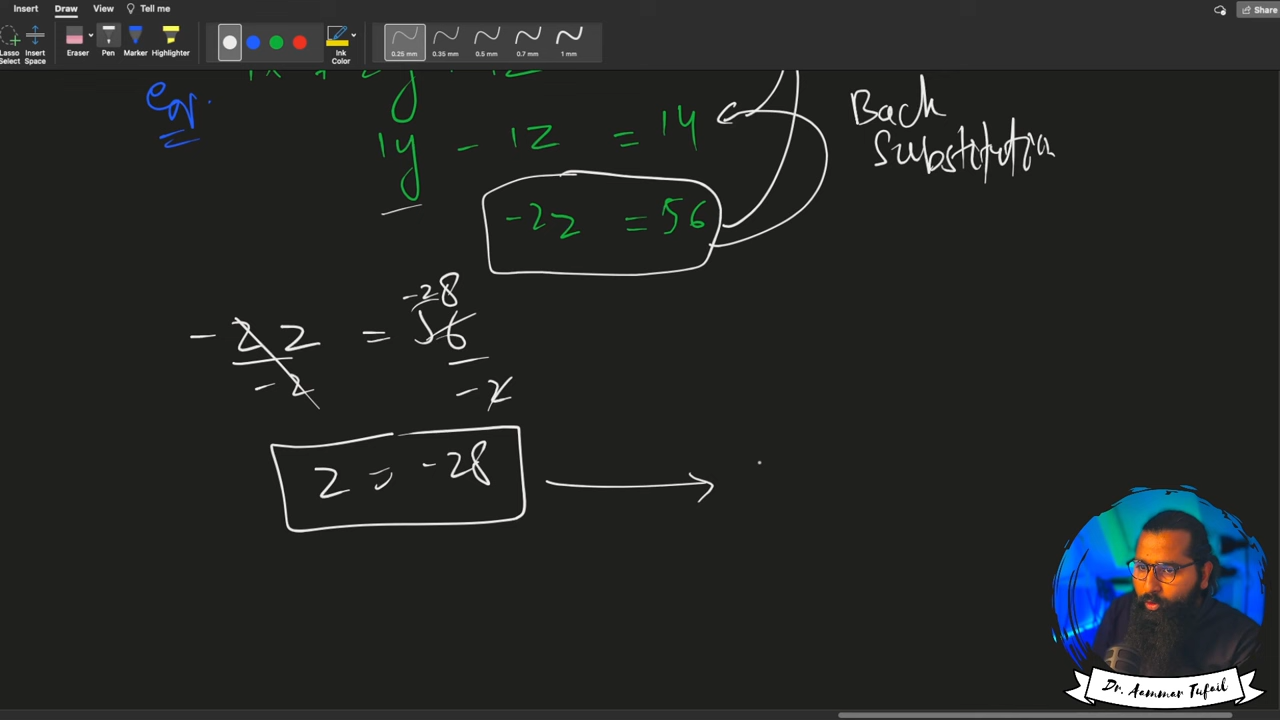 Insert Draw View Tell me Share
Lasso Select Insert Space Eraser Pen Marker Highlighter Ink Color 0.25 mm 0.35 mm 0.5 mm 0.7 mm 1 mm
Eq.
1y - 1z = 14
-2z = 56
Back
Substitution
-28
-2z = 56
-2 -2
z = -28
Dr. Aammar Tufail